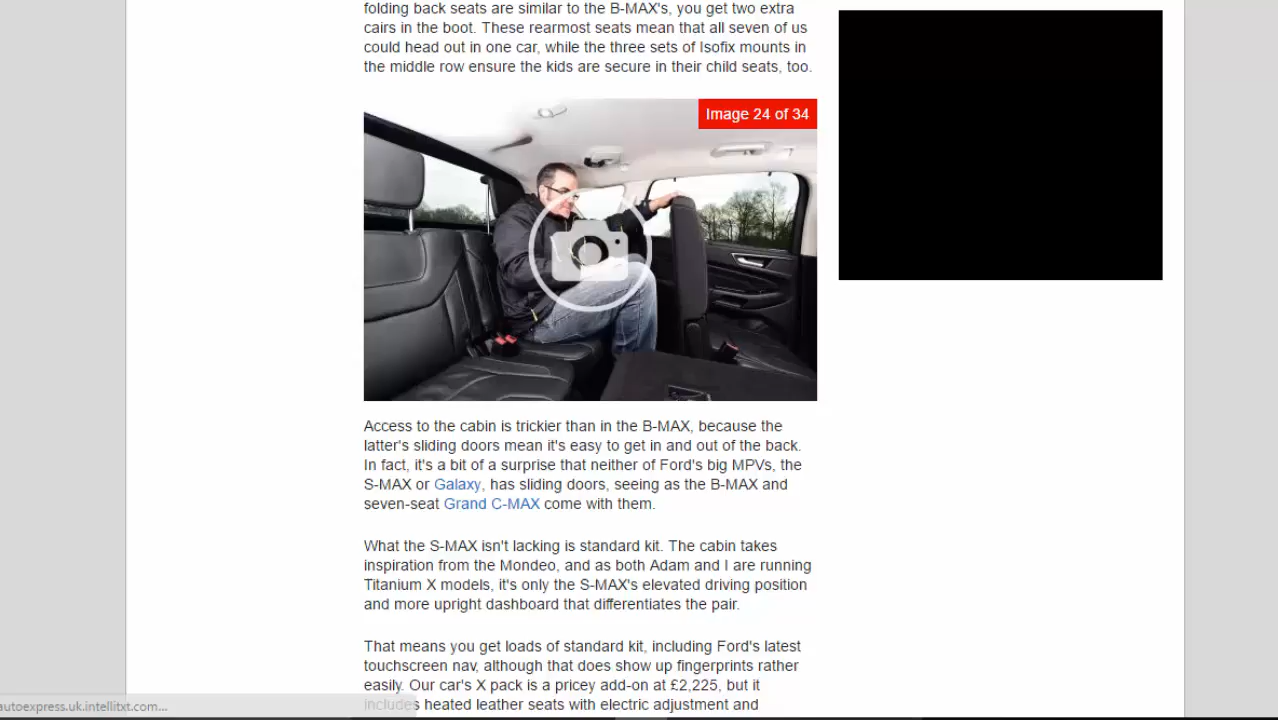 folding back seats are similar to the B-MAX's, you get two extra
cairs in the boot. These rearmost seats mean that all seven of us
could head out in one car, while the three sets of Isofix mounts in
the middle row ensure the kids are secure in their child seats, too.
Image 24 of 34
Access to the cabin is trickier than in the B-MAX, because the
latter's sliding doors mean it's easy to get in and out of the back.
In fact, it's a bit of a surprise that neither of Ford's big MPVs, the
S-MAX or Galaxy, has sliding doors, seeing as the B-MAX and
seven-seat Grand C-MAX come with them.
What the S-MAX isn't lacking is standard kit. The cabin takes
inspiration from the Mondeo, and as both Adam and I are running
Titanium X models, it's only the S-MAX's elevated driving position
and more upright dashboard that differentiates the pair.
That means you get loads of standard kit, including Ford's latest
touchscreen nav, although that does show up fingerprints rather
easily. Our car's X pack is a pricey add-on at £2,225, but it
includes heated leather seats with electric adjustment and
autoexpress.uk.intellitxt.com...